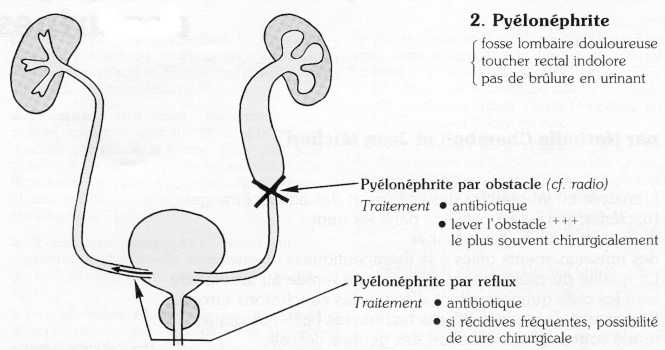 2. Pyélonéphrite
fosse lombaire douloureuse
toucher rectal indolore
pas de brûlure en urinant
Pyélonéphrite par obstacle (cf. radio)
Traitement • antibiotique
• lever l'obstacle +++
le plus souvent chirurgicalement
Pyélonéphrite par reflux
Traitement • antibiotique
• si récidives fréquentes, possibilité
de cure chirurgicale